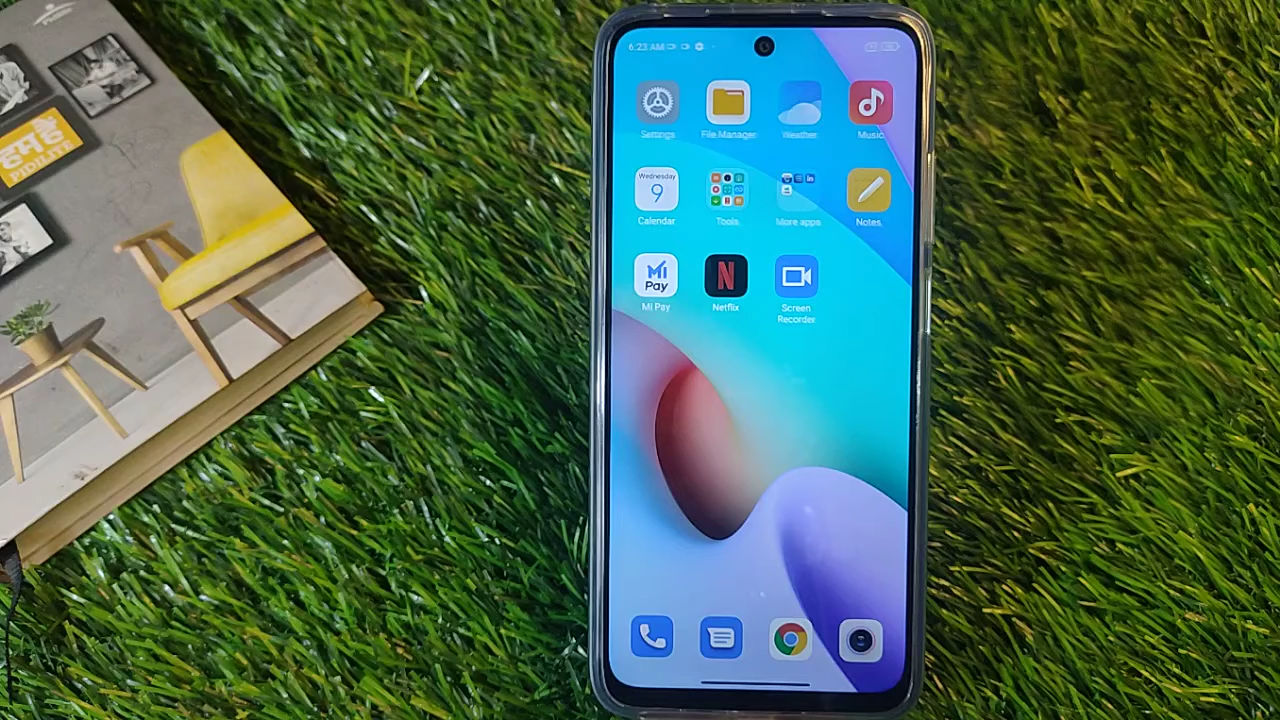 Pidilite
हमारे
PIDILITE
6:23 AM
Settings
File Manager
Weather
Music
Wednesday
9
Calendar
Tools
More apps
Notes
Mi
Pay
Mi Pay
N
Netflix
Screen
Recorder